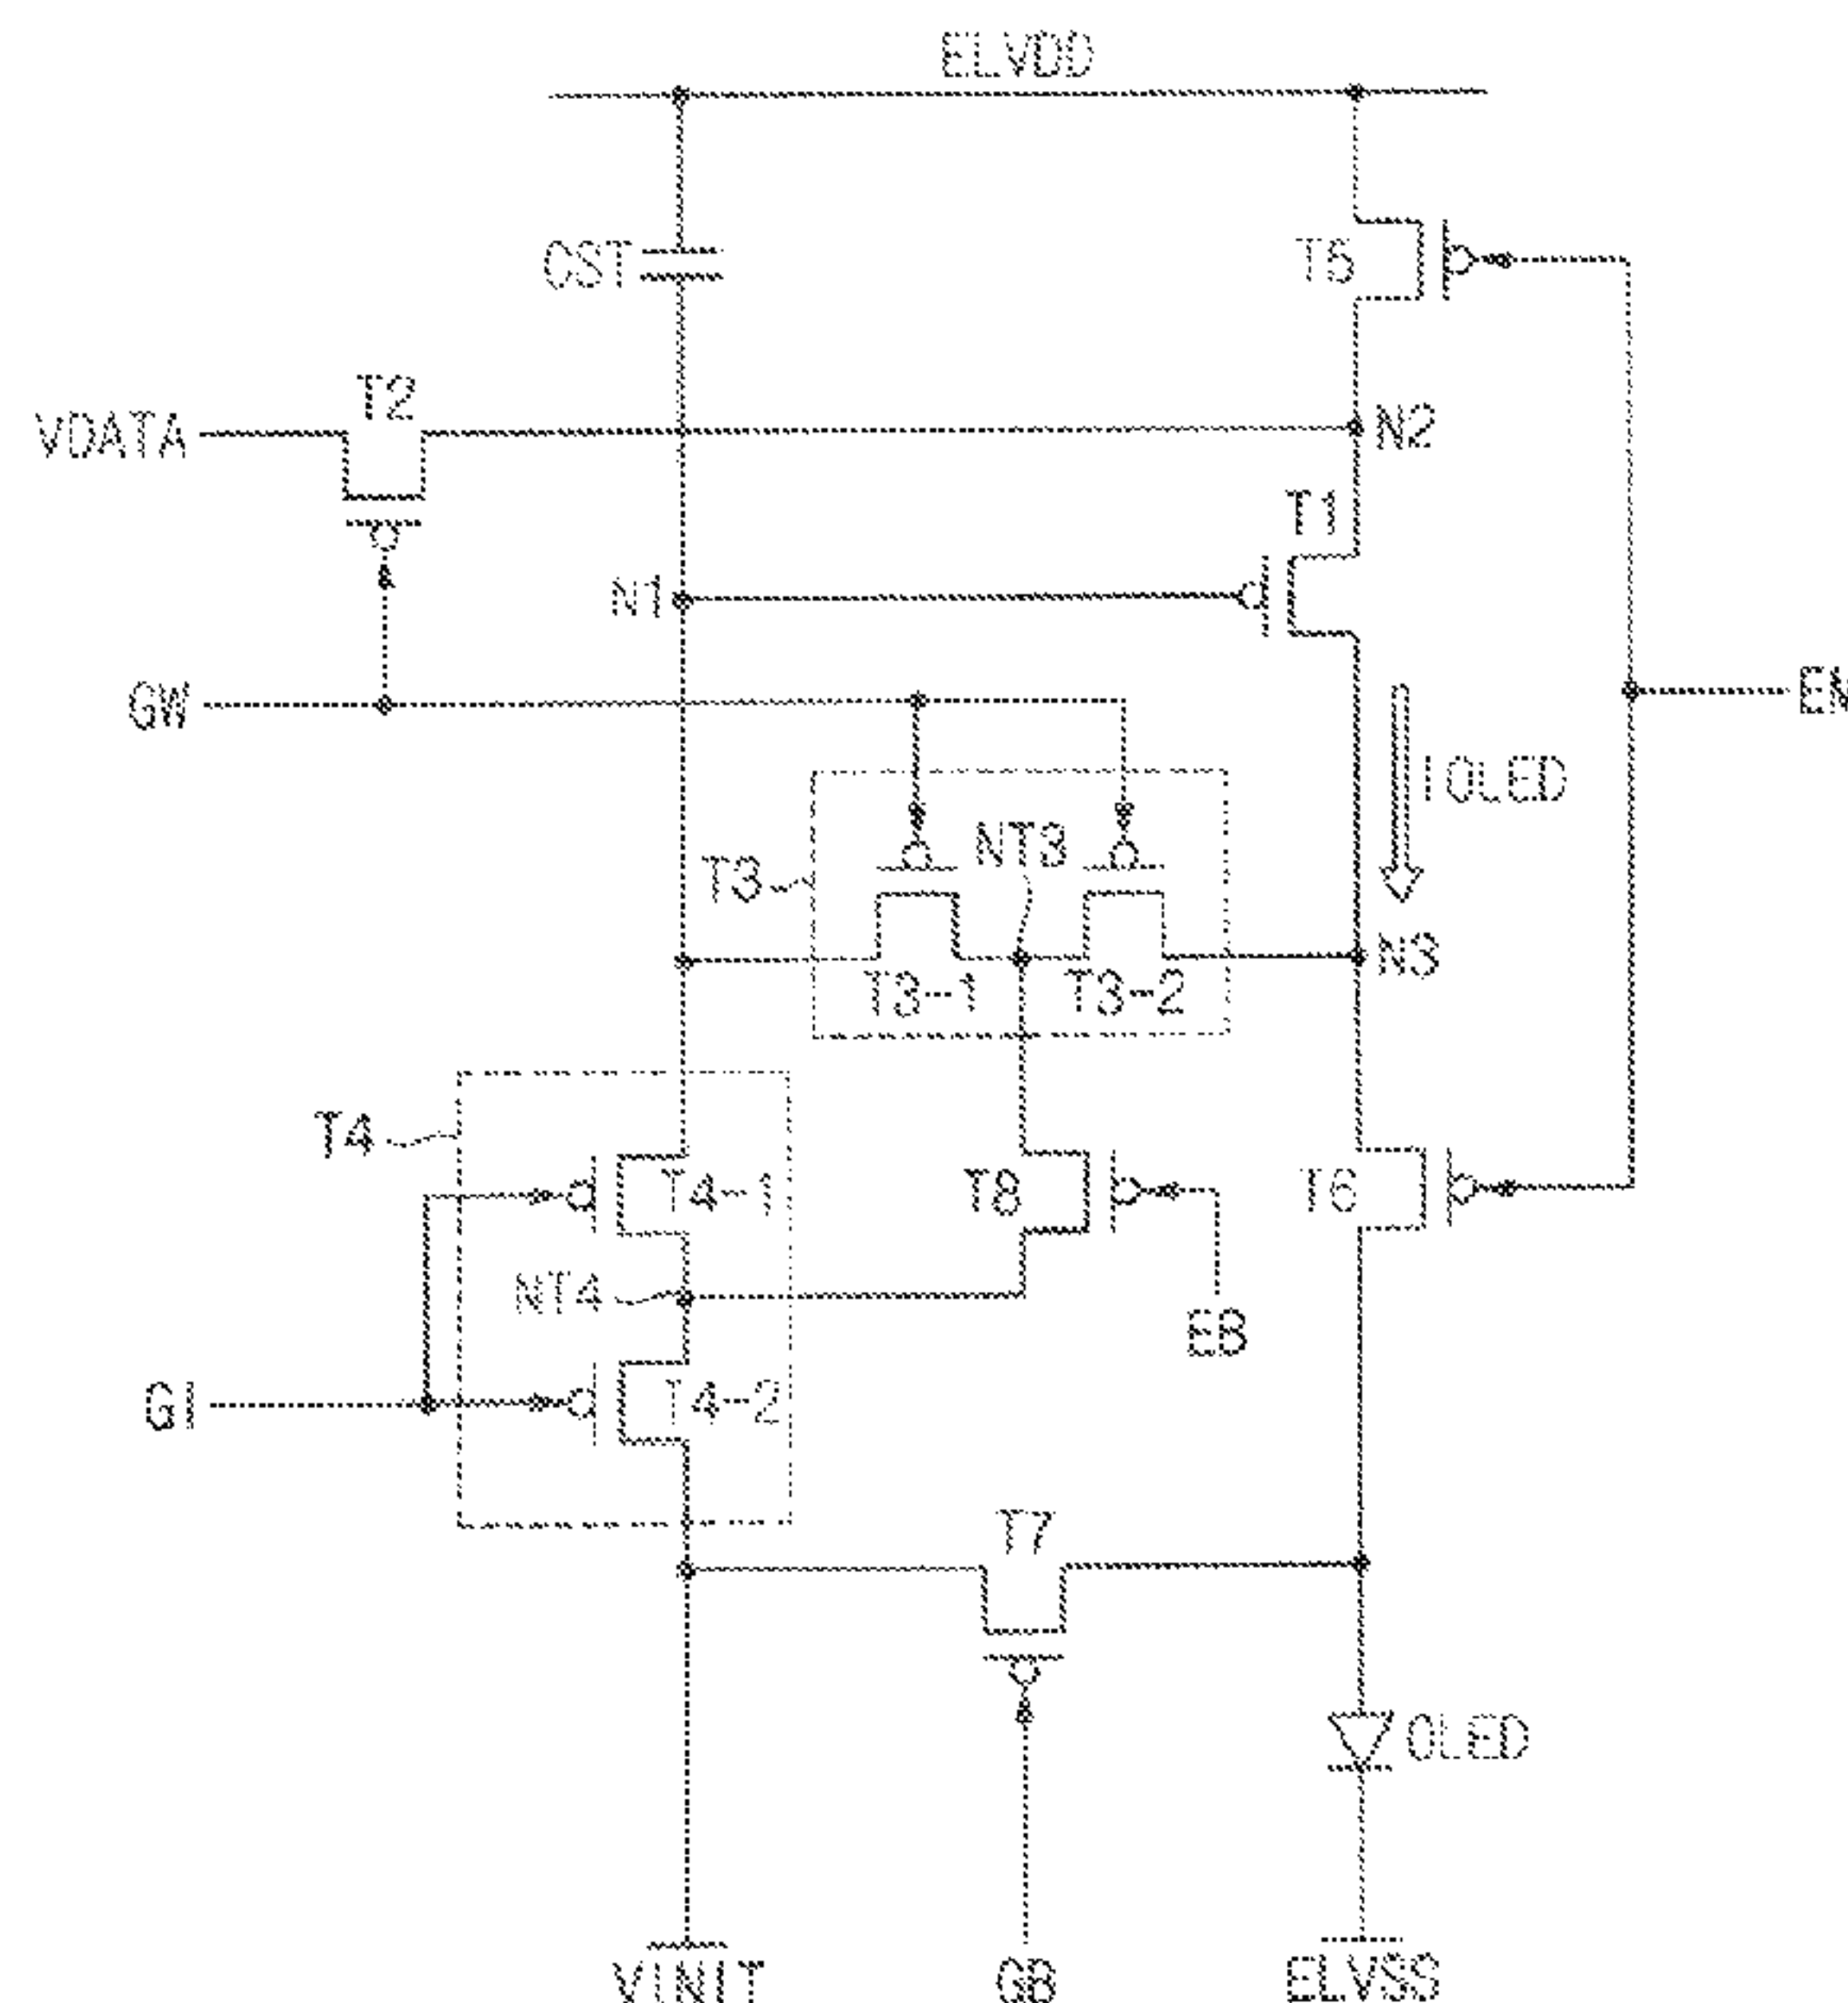 ELVDD
CST
T5
T2
VDATA
N2
T1
N1
GW
EM
IOLED
NT3
T3
N3
T3-1
T3-2
T4
T4-1
T8
T6
NT4
EB
GI
T4-2
T7
OLED
VINIT
GB
ELVSS